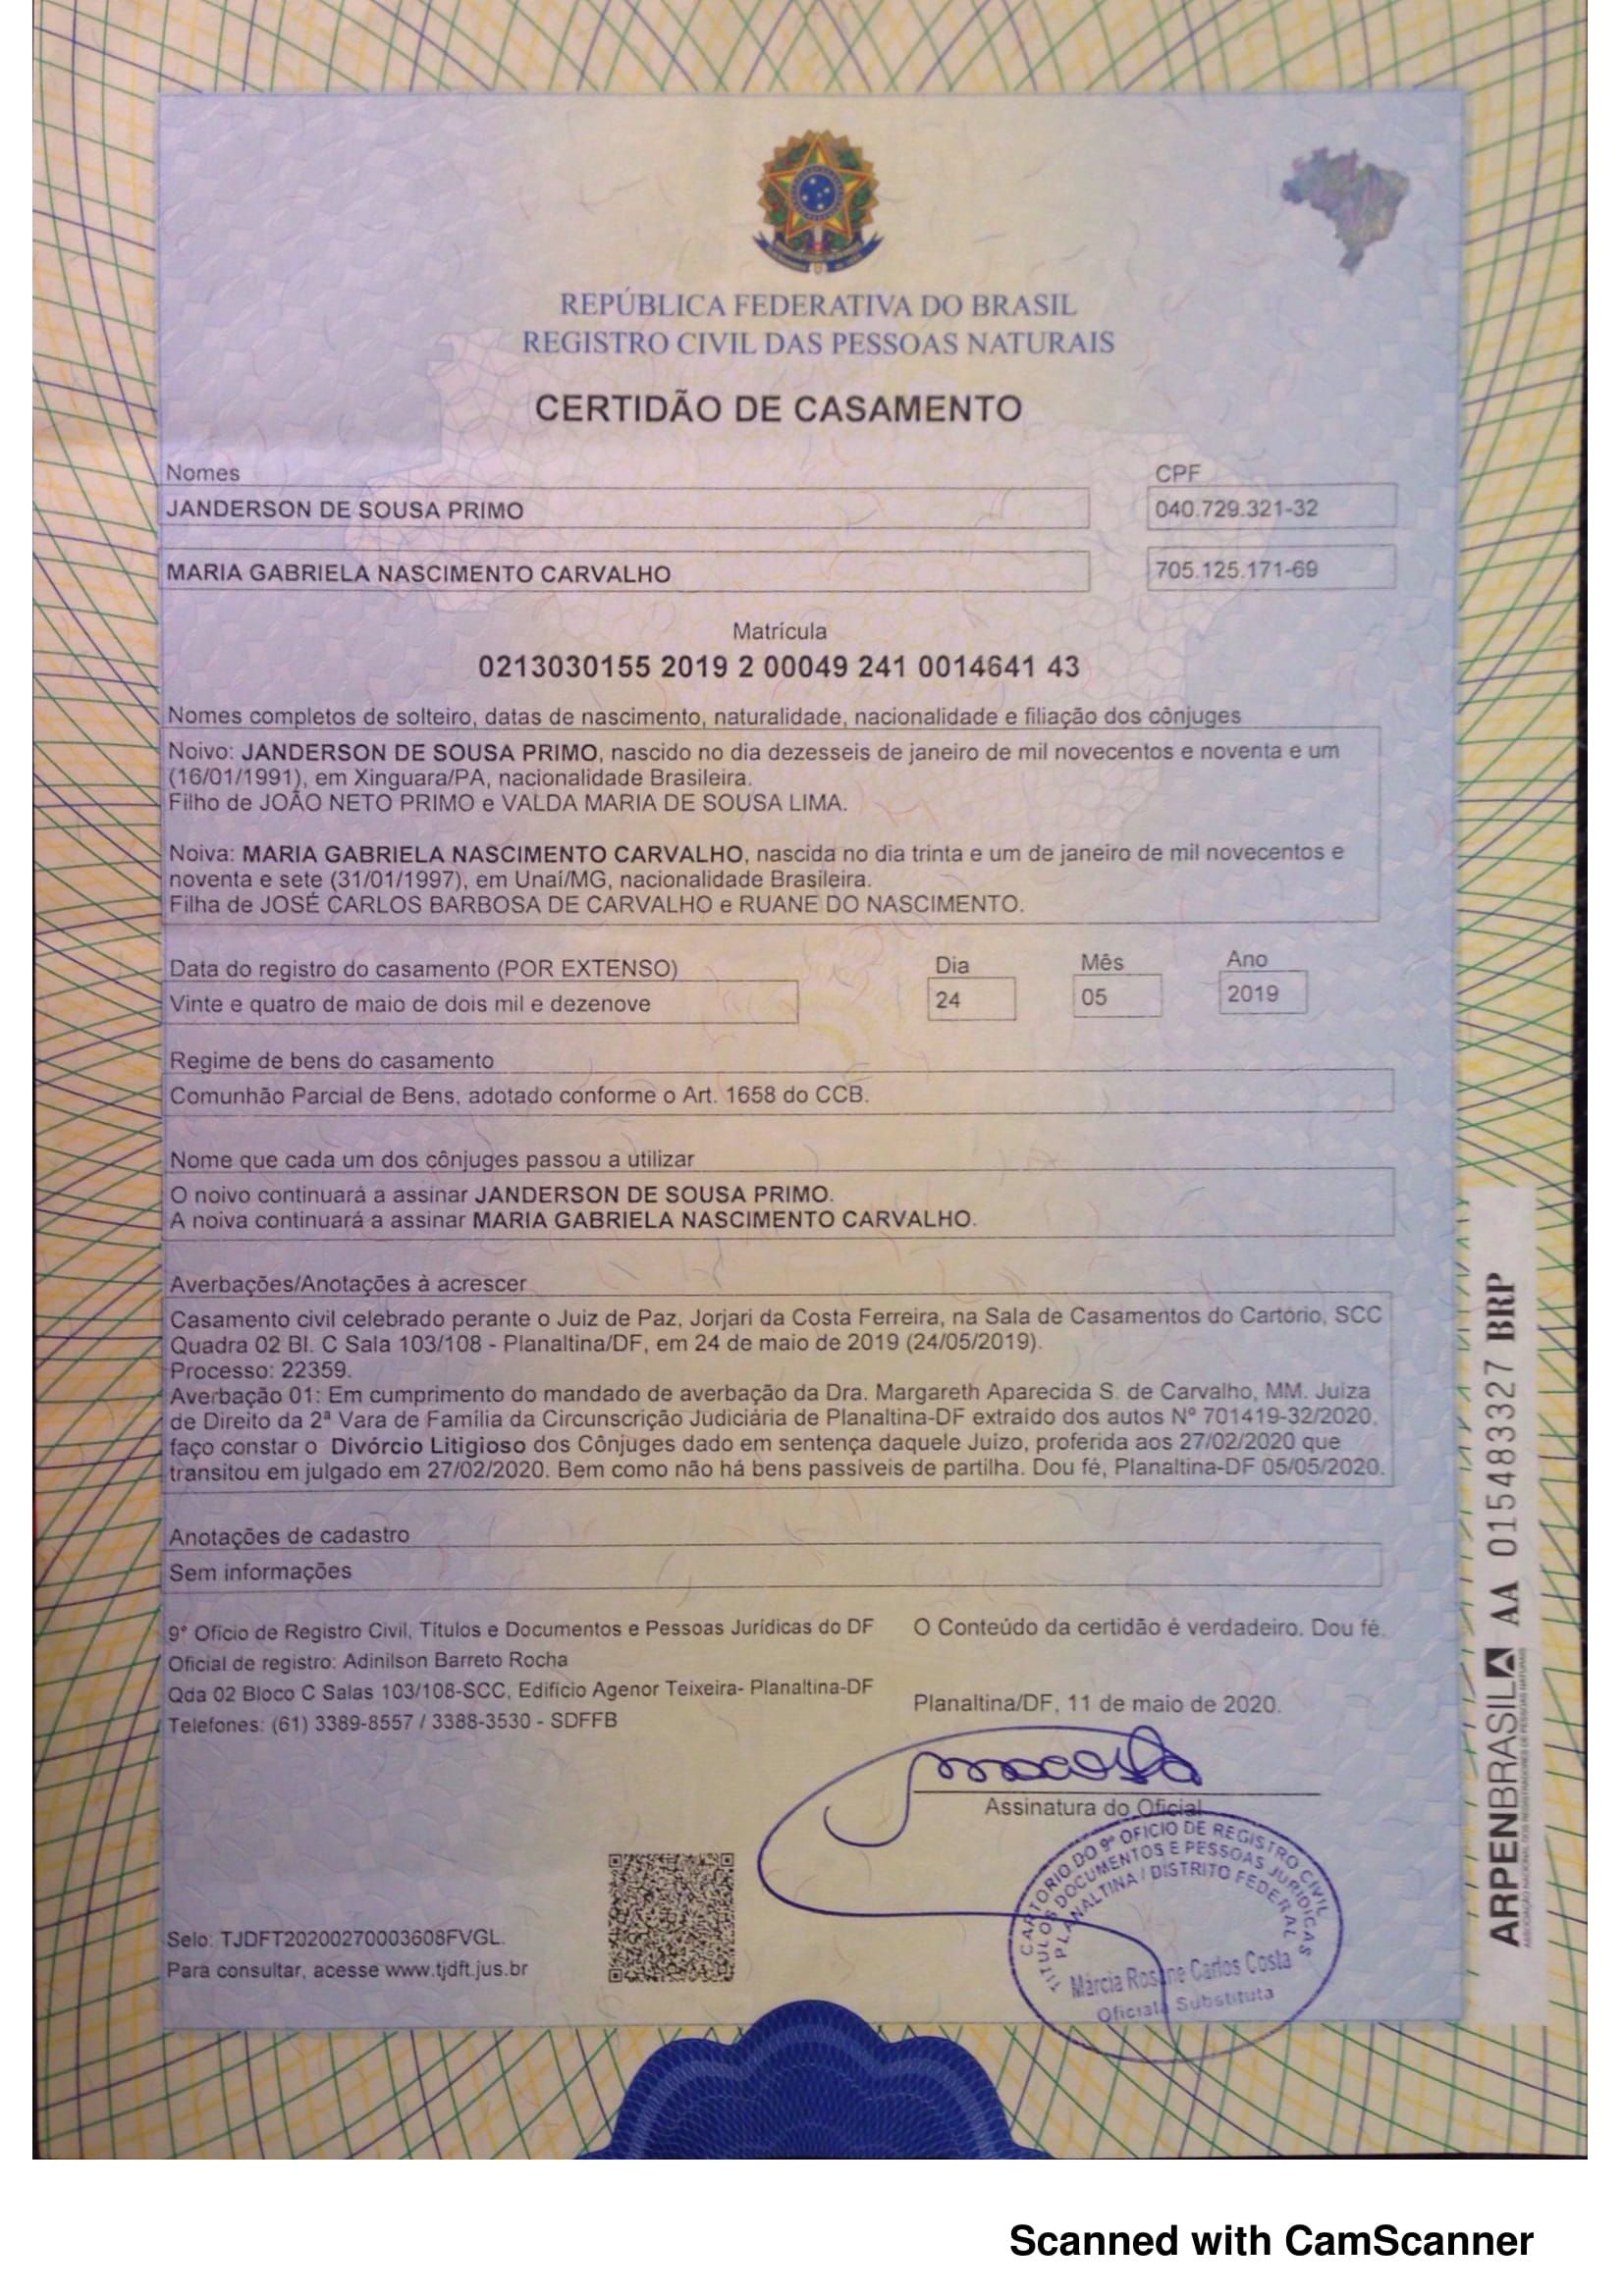 REPÚBLICA FEDERATIVA DO BRASIL
REGISTRO CIVIL DAS PESSOAS NATURAIS
CERTIDÃO DE CASAMENTO
Nomes
CPF
JANDERSON DE SOUSA PRIMO
040.729.321-32
MARIA GABRIELA NASCIMENTO CARVALHO
705.125.171-69
Matrícula
0213030155 2019 2 00049 241 0014641 43
Nomes completos de solteiro, datas de nascimento, naturalidade, nacionalidade e filiação dos cônjuges
Noivo: JANDERSON DE SOUSA PRIMO, nascido no dia dezesseis de janeiro de mil novecentos e noventa e um
(16/01/1991), em Xinguara/PA, nacionalidade Brasileira.
Filho de JOÃO NETO PRIMO e VALDA MARIA DE SOUSA LIMA.
Noiva: MARIA GABRIELA NASCIMENTO CARVALHO, nascida no dia trinta e um de janeiro de mil novecentos e
noventa e sete (31/01/1997), em Unaí/MG, nacionalidade Brasileira.
Filha de JOSÉ CARLOS BARBOSA DE CARVALHO e RUANE DO NASCIMENTO.
Data do registro do casamento (POR EXTENSO)
Dia
Mês
Ano
Vinte e quatro de maio de dois mil e dezenove
24
05
2019
Regime de bens do casamento
Comunhão Parcial de Bens, adotado conforme o Art. 1658 do CCB.
Nome que cada um dos cônjuges passou a utilizar
O noivo continuará a assinar JANDERSON DE SOUSA PRIMO.
A noiva continuará a assinar MARIA GABRIELA NASCIMENTO CARVALHO.
Averbações/Anotações à acrescer
Casamento civil celebrado perante o Juiz de Paz, Jorjari da Costa Ferreira, na Sala de Casamentos do Cartório, SCC
Quadra 02 Bl. C Sala 103/108 - Planaltina/DF, em 24 de maio de 2019 (24/05/2019).
Processo: 22359.
Averbação 01: Em cumprimento do mandado de averbação da Dra. Margareth Aparecida S. de Carvalho, MM. Juiza
de Direito da 2ª Vara de Família da Circunscrição Judiciária de Planaltina-DF extraído dos autos Nº 701419-32/2020,
faço constar o Divórcio Litigioso dos Cônjuges dado em sentença daquele Juízo, proferida aos 27/02/2020 que
transitou em julgado em 27/02/2020. Bem como não há bens passíveis de partilha. Dou fé, Planaltina-DF 05/05/2020.
Anotações de cadastro
Sem informações
9° Ofício de Registro Civil, Títulos e Documentos e Pessoas Jurídicas do DF
Oficial de registro: Adinilson Barreto Rocha
Qda 02 Bloco C Salas 103/108-SCC, Edifício Agenor Teixeira- Planaltina-DF
Telefones: (61) 3389-8557 / 3388-3530 - SDFFB
O Conteúdo da certidão é verdadeiro. Dou fé.
Planaltina/DF, 11 de maio de 2020.
Assinatura do Oficial
CARTORIO DO 9º OFICIO DE REGISTRO CIVIL
TITULOS DOCUMENTOS E PESSOAS JURIDICAS
PLANALTINA / DISTRITO FEDERAL
Márcia Rosane Carlos Costa
Oficiala Substituta
Selo: TJDFT20200270003608FVGL.
Para consultar, acesse www.tjdft.jus.br
ARPENBRASIL AA 015483327 BRP
ASSOCIAÇÃO NACIONAL DOS REGISTRADORES DE PESSOAS NATURAIS
Scanned with CamScanner